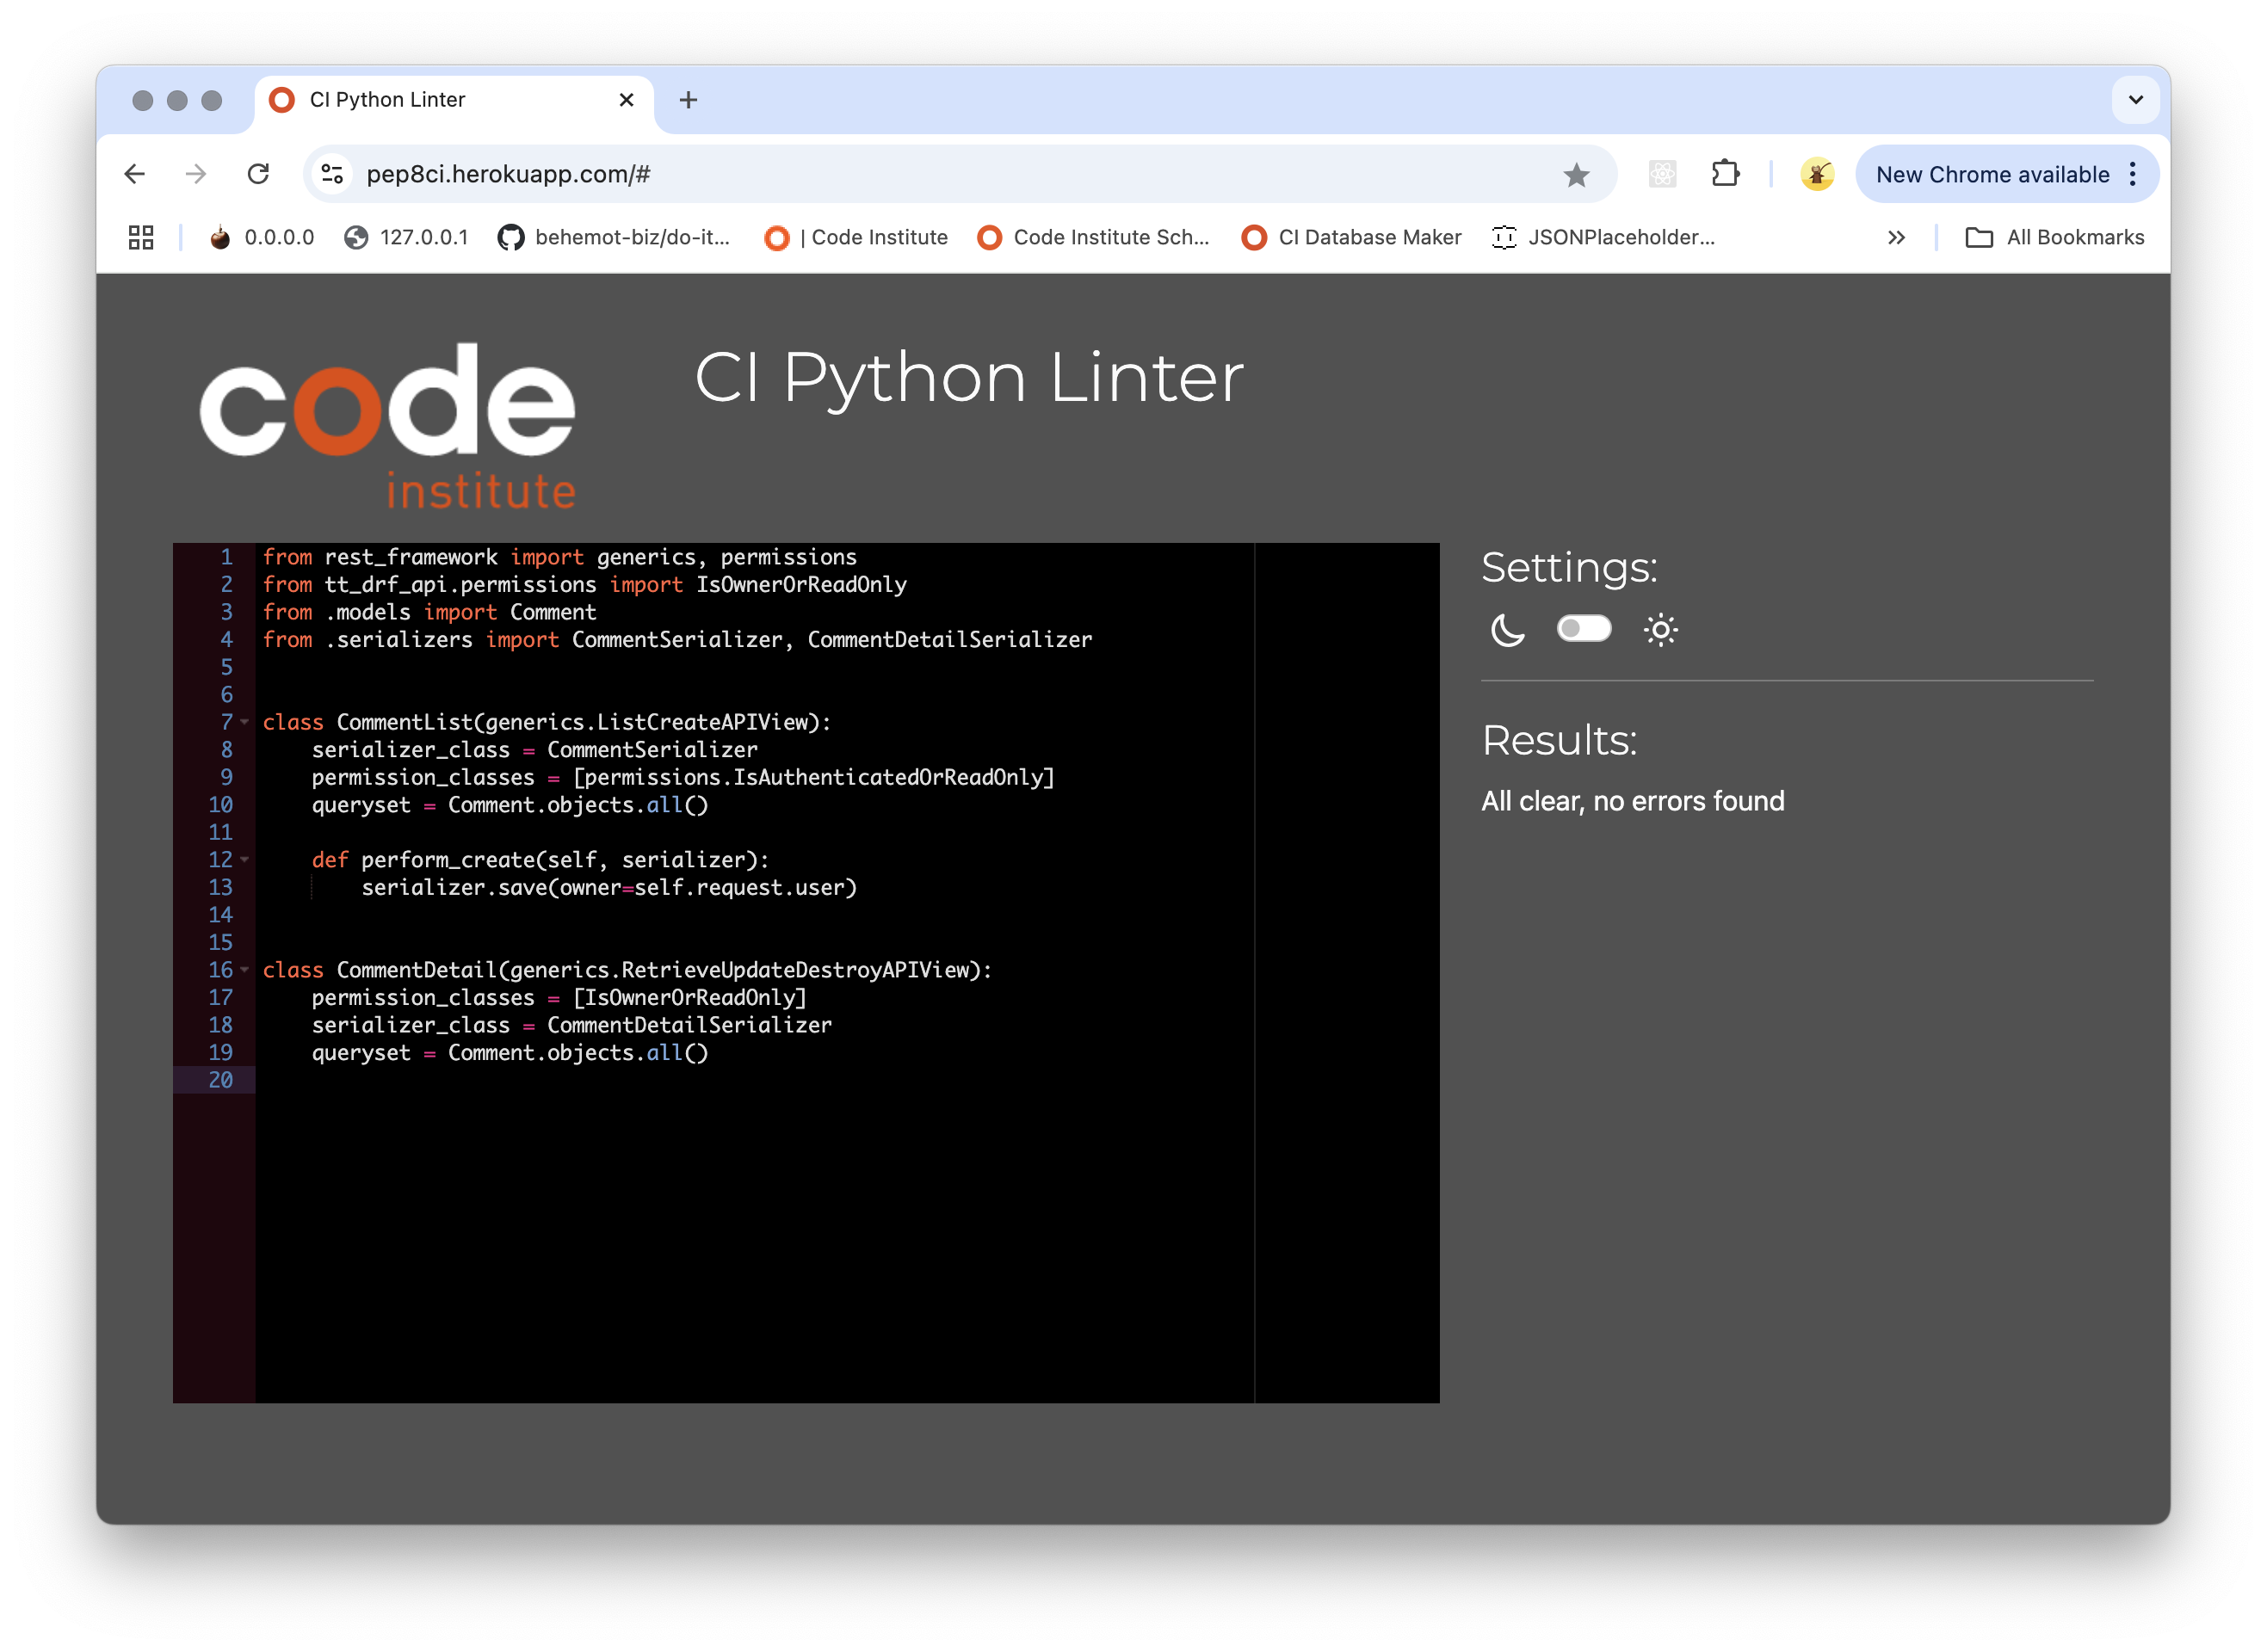 CI Python Linter
pep8ci.herokuapp.com/#
New Chrome available
0.0.0.0
127.0.0.1
behemot-biz/do-it...
| Code Institute
Code Institute Sch...
CI Database Maker
JSONPlaceholder...
All Bookmarks
code
institute
CI Python Linter
1 from rest_framework import generics, permissions
2 from tt_drf_api.permissions import IsOwnerOrReadOnly
3 from .models import Comment
4 from .serializers import CommentSerializer, CommentDetailSerializer
5
6
7 class CommentList(generics.ListCreateAPIView):
8     serializer_class = CommentSerializer
9     permission_classes = [permissions.IsAuthenticatedOrReadOnly]
10     queryset = Comment.objects.all()
11
12     def perform_create(self, serializer):
13         serializer.save(owner=self.request.user)
14
15
16 class CommentDetail(generics.RetrieveUpdateDestroyAPIView):
17     permission_classes = [IsOwnerOrReadOnly]
18     serializer_class = CommentDetailSerializer
19     queryset = Comment.objects.all()
20
Settings:
Results:
All clear, no errors found